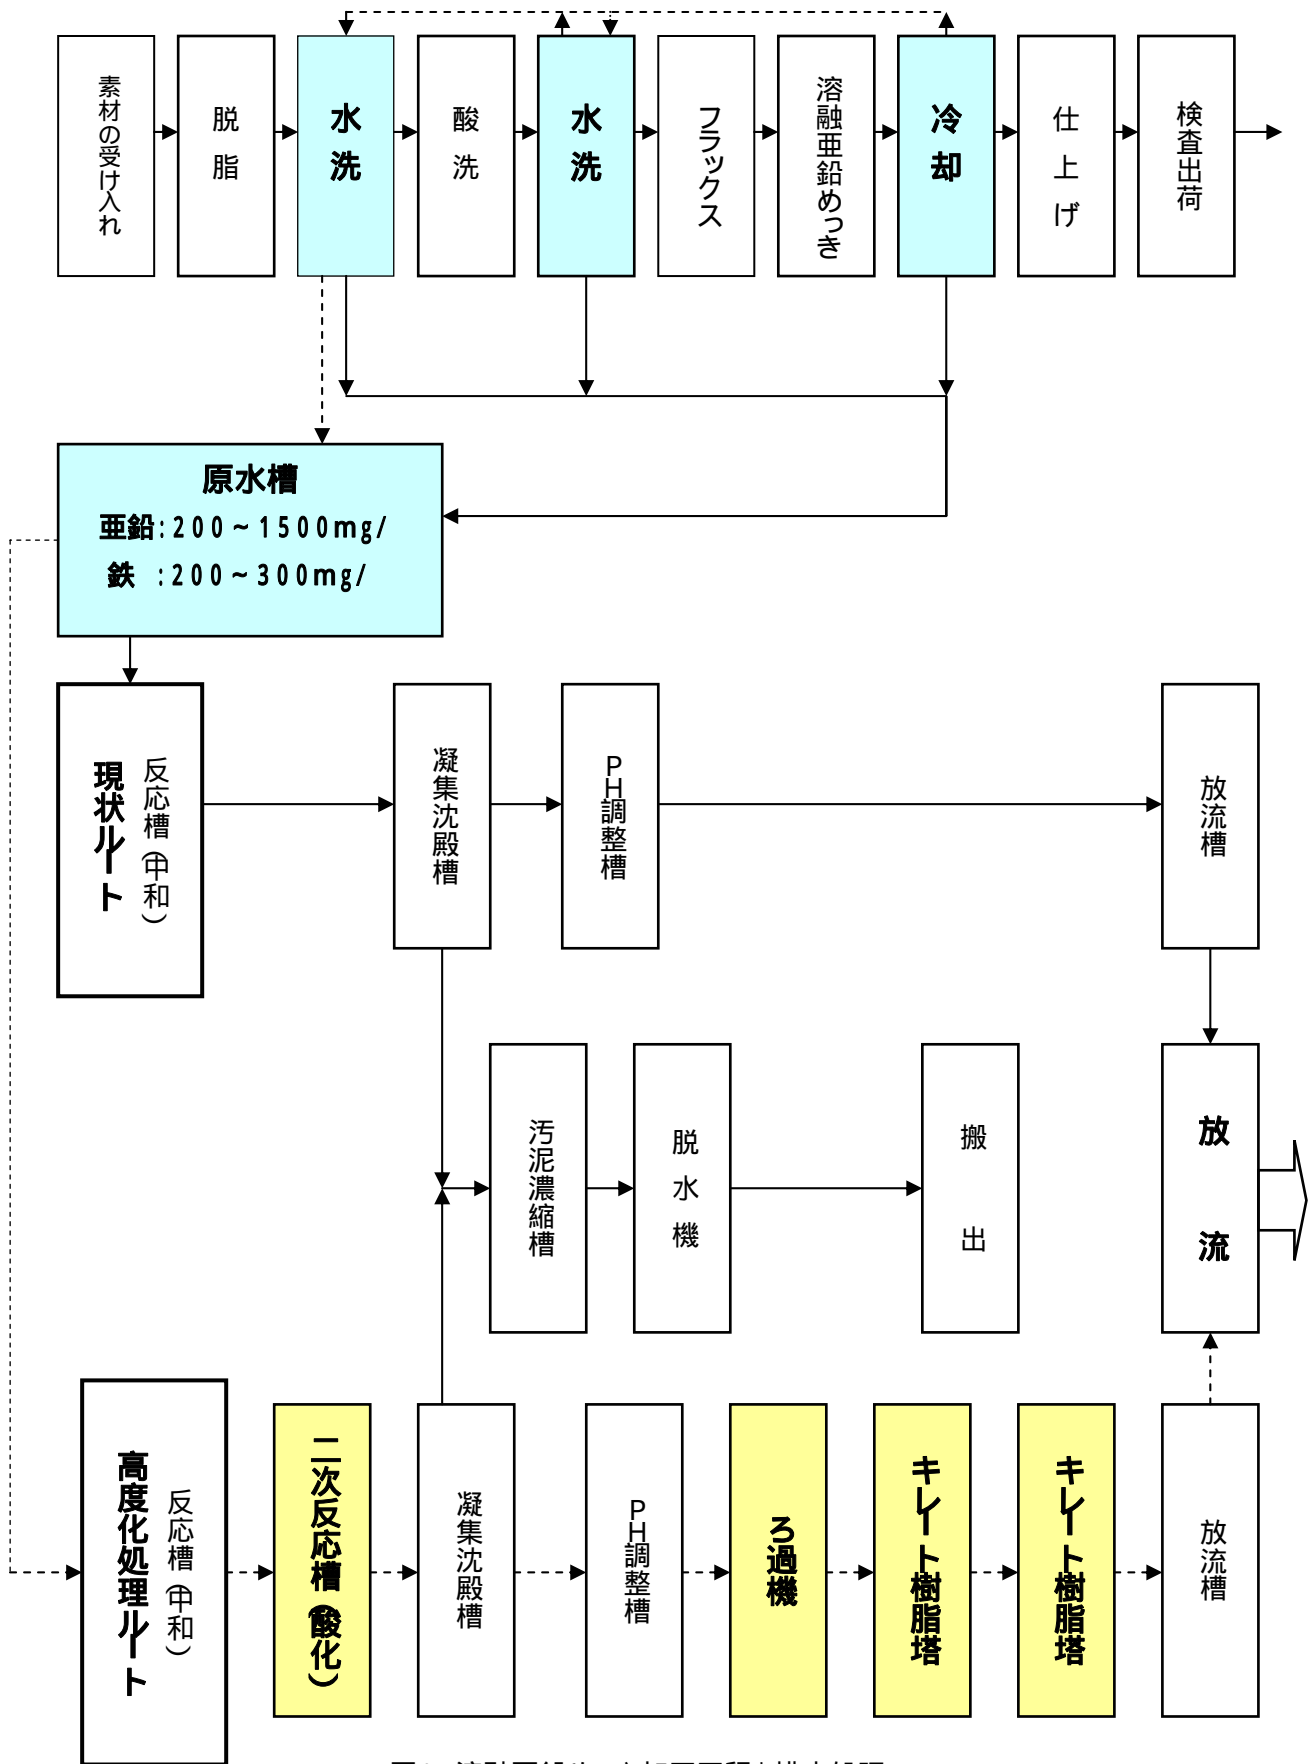 素材の受け入れ
脱脂
水洗
酸洗
水洗
フラックス
溶融亜鉛めっき
冷却
仕上げ
検査出荷
原水槽
亜鉛:200~1500mg/
鉄 :200~300mg/
現状ルート
反応槽(中和)
凝集沈殿槽
PH調整槽
放流槽
汚泥濃縮槽
脱水機
搬出
放流
高度化処理ルート
反応槽(中和)
二次反応槽(酸化)
凝集沈殿槽
PH調整槽
ろ過機
キレート樹脂塔
キレート樹脂塔
放流槽